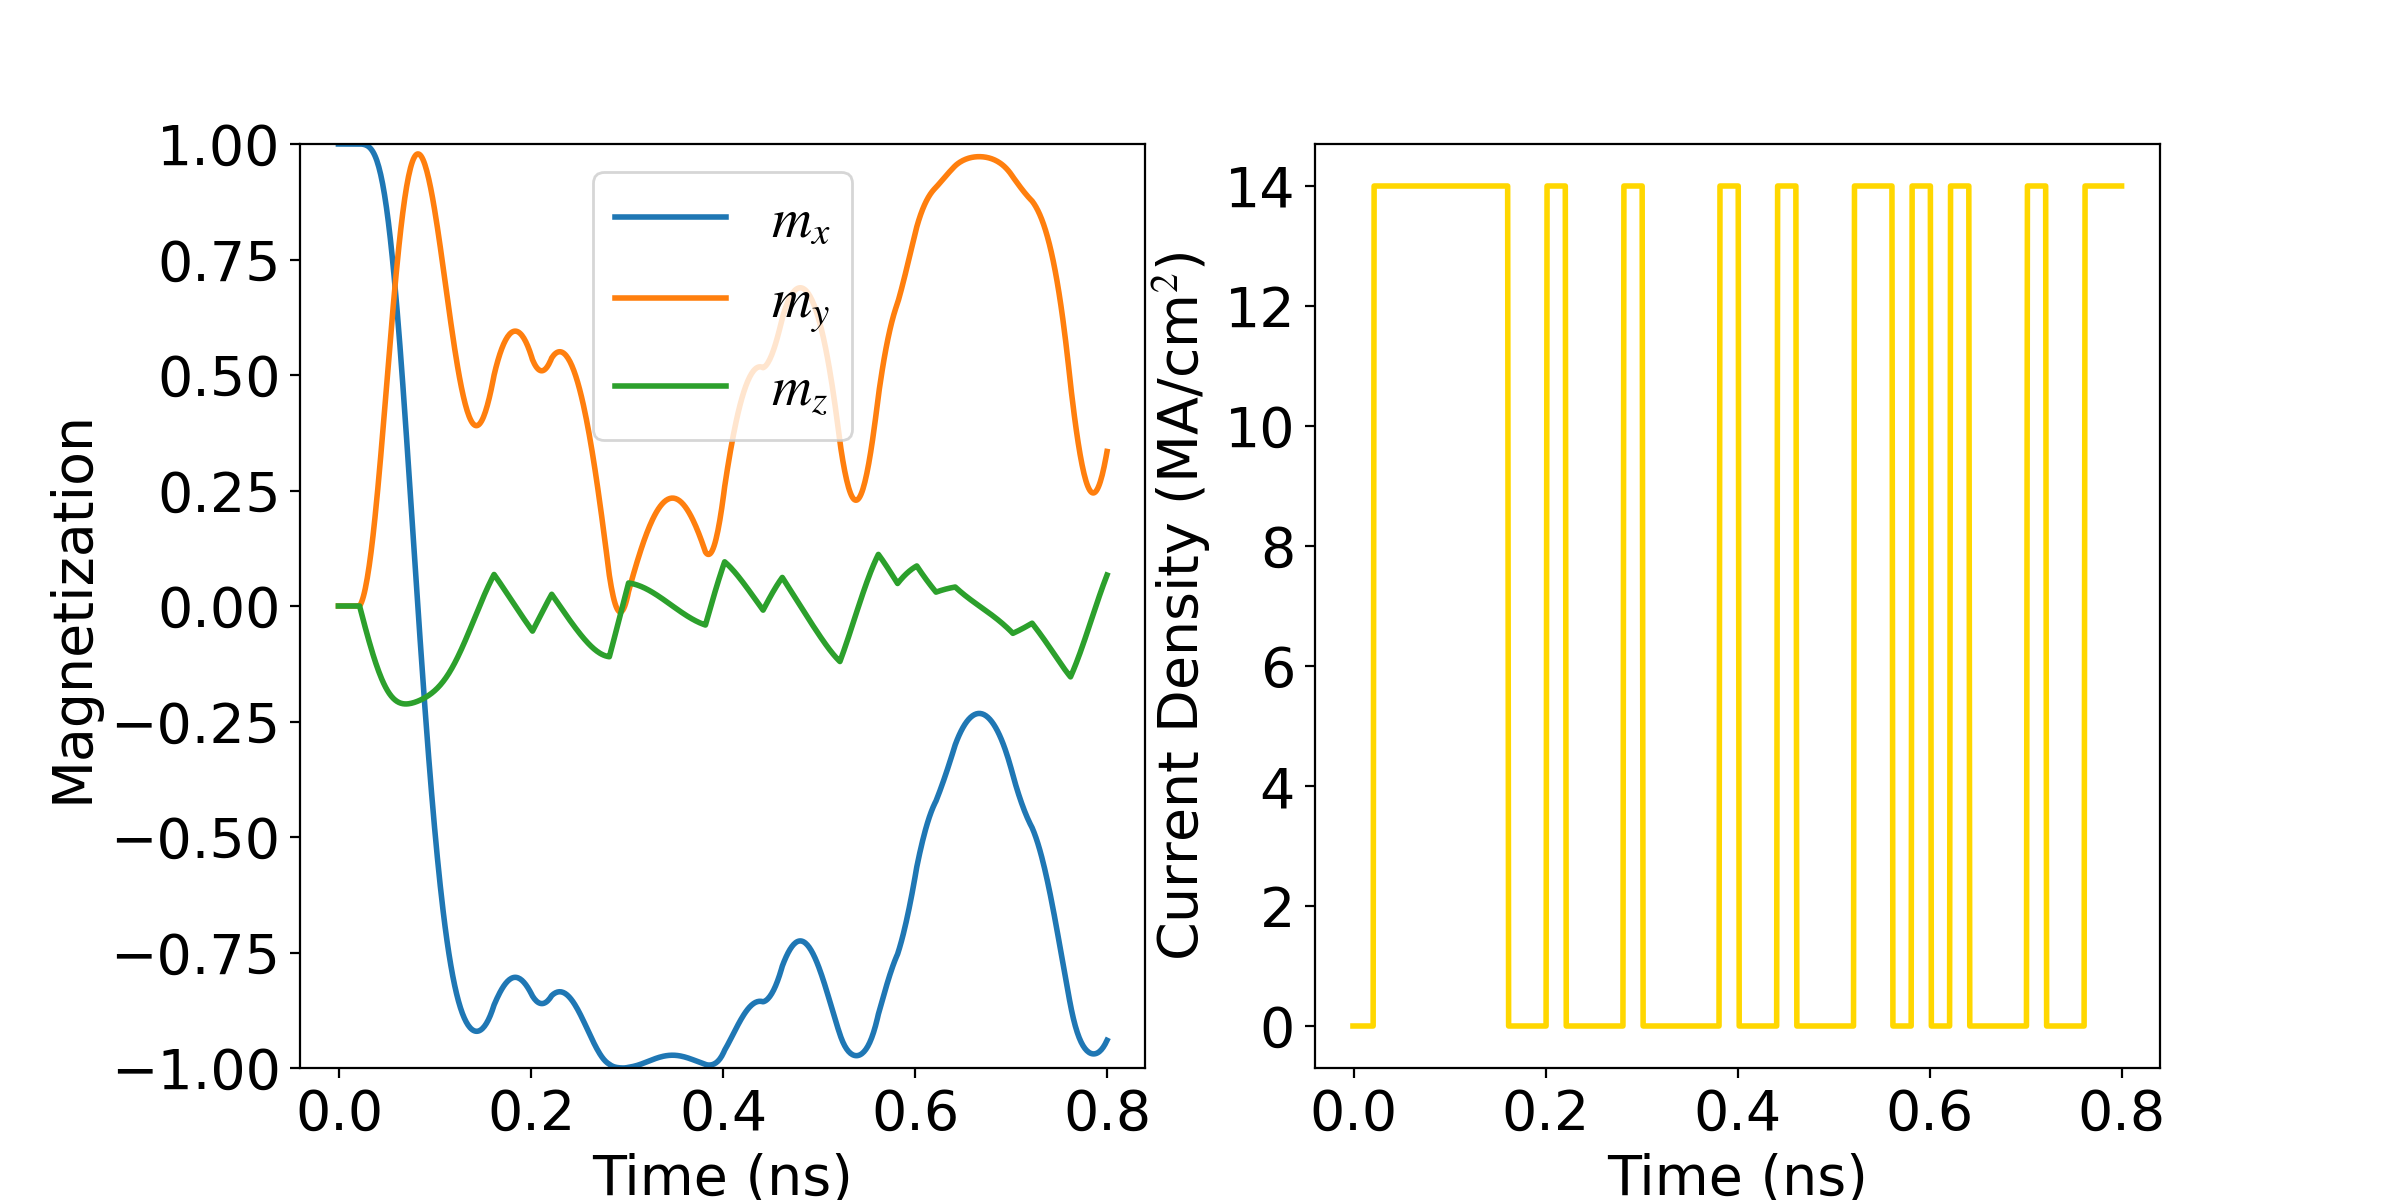 Magnetization
1.00
0.75
0.50
0.25
0.00
−0.25
−0.50
−0.75
−1.00
0.0 0.2 0.4 0.6 0.8
Time (ns)
m_x
m_y
m_z
Current Density (MA/cm²)
14
12
10
8
6
4
2
0
0.0 0.2 0.4 0.6 0.8
Time (ns)